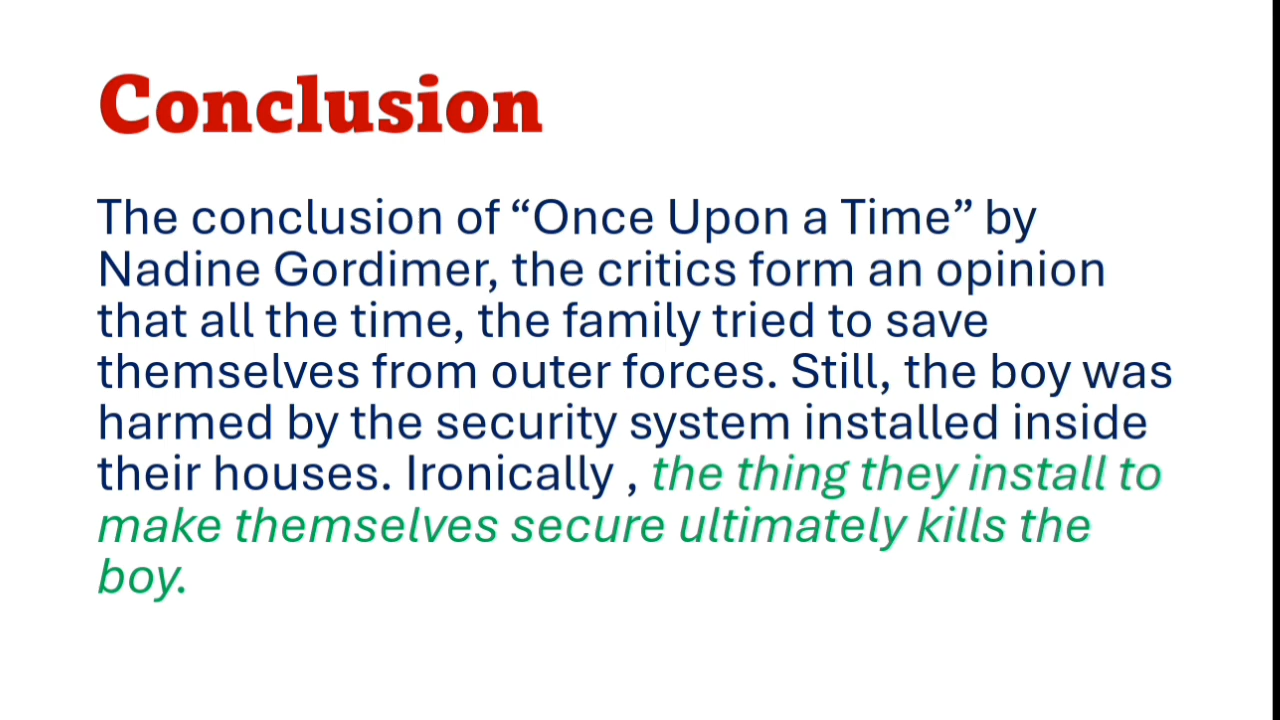 Conclusion
The conclusion of “Once Upon a Time” by
Nadine Gordimer, the critics form an opinion
that all the time, the family tried to save
themselves from outer forces. Still, the boy was
harmed by the security system installed inside
their houses. Ironically , the thing they install to
make themselves secure ultimately kills the
boy.